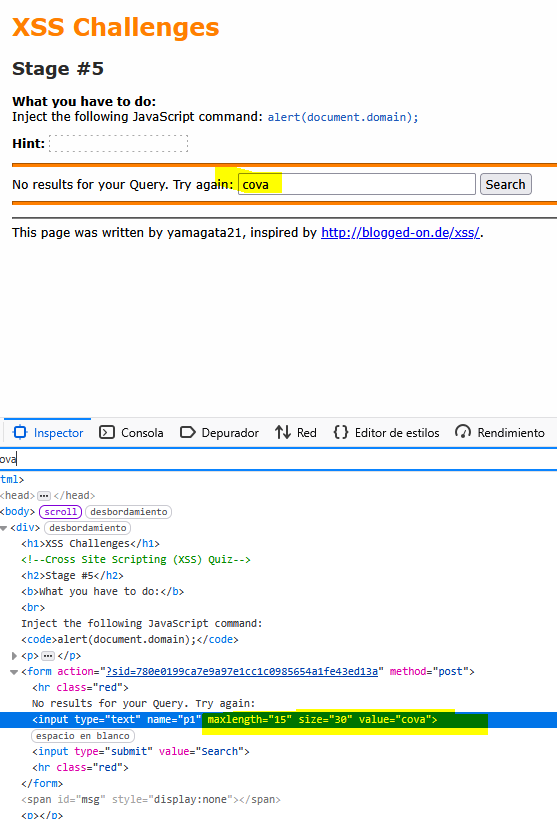 XSS Challenges
Stage #5
What you have to do:
Inject the following JavaScript command: alert(document.domain);
Hint:
No results for your Query. Try again: cova Search
This page was written by yamagata21, inspired by http://blogged-on.de/xss/.
Inspector Consola Depurador Red Editor de estilos Rendimiento
ova
tml>
<head>⋯</head>
<body> scroll desbordamiento
<div> desbordamiento
<h1>XSS Challenges</h1>
<!--Cross Site Scripting (XSS) Quiz-->
<h2>Stage #5</h2>
<b>What you have to do:</b>
<br>
Inject the following JavaScript command:
<code>alert(document.domain);</code>
<p>⋯</p>
<form action="?sid=780e0199ca7e9a97e1cc1c0985654a1fe43ed13a" method="post">
<hr class="red">
No results for your Query. Try again:
<input type="text" name="p1" maxlength="15" size="30" value="cova">
espacio en blanco
<input type="submit" value="Search">
<hr class="red">
</form>
<span id="msg" style="display:none"></span>
<p></p>